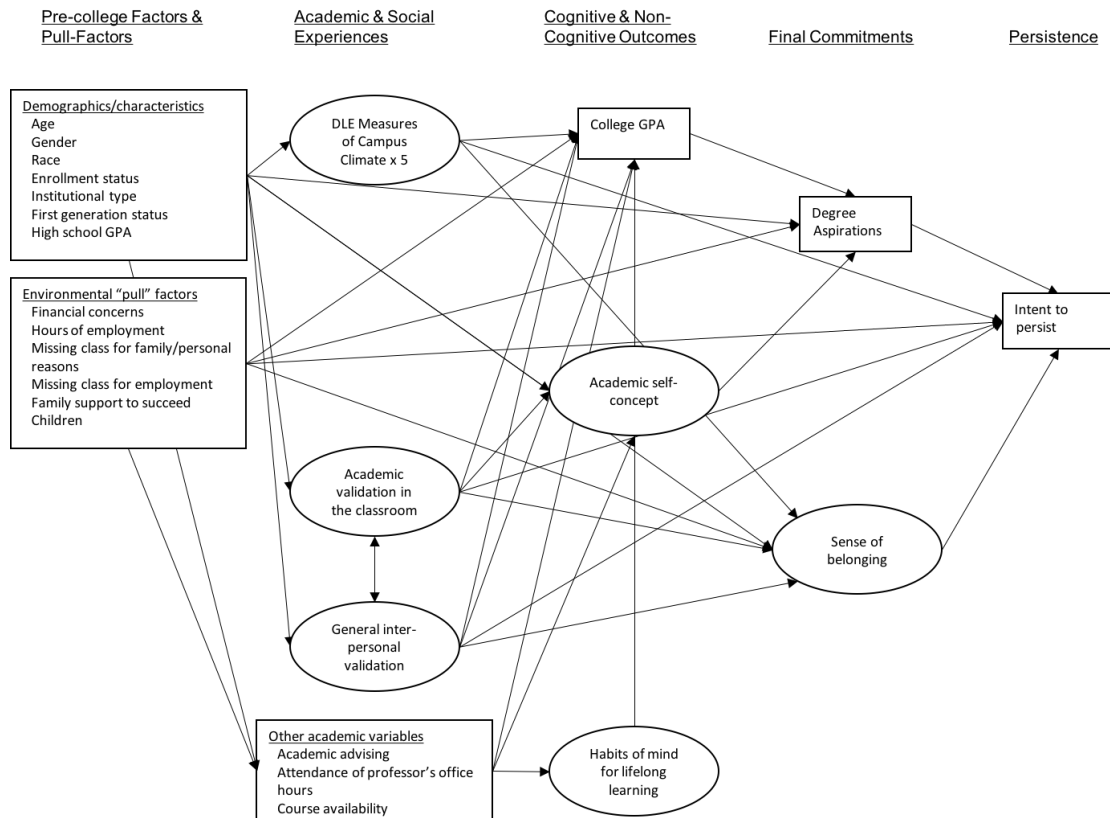 Pre-college Factors &
Pull-Factors
Academic & Social
Experiences
Cognitive & Non-
Cognitive Outcomes
Final Commitments
Persistence
Demographics/characteristics
Age
Gender
Race
Enrollment status
Institutional type
First generation status
High school GPA
Environmental “pull” factors
Financial concerns
Hours of employment
Missing class for family/personal
reasons
Missing class for employment
Family support to succeed
Children
DLE Measures
of Campus
Climate x 5
Academic
validation in
the classroom
General inter-
personal
validation
Other academic variables
Academic advising
Attendance of professor’s office
hours
Course availability
College GPA
Academic self-
concept
Habits of mind
for lifelong
learning
Degree
Aspirations
Sense of
belonging
Intent to
persist